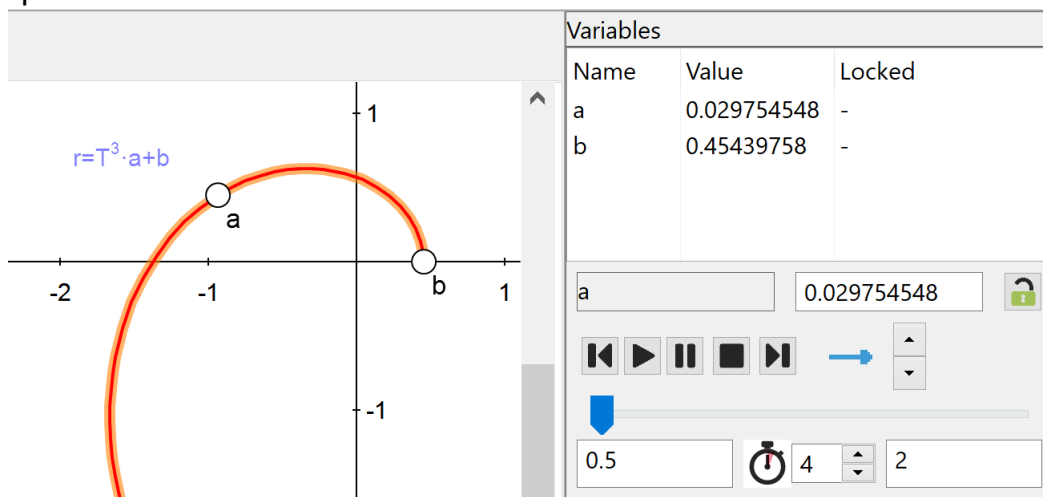 Variables
Name Value Locked
a 0.029754548 -
b 0.45439758 -
r=T³·a+b
1
a
b
-2 -1 1
-1
a 0.029754548
0.5 4 2